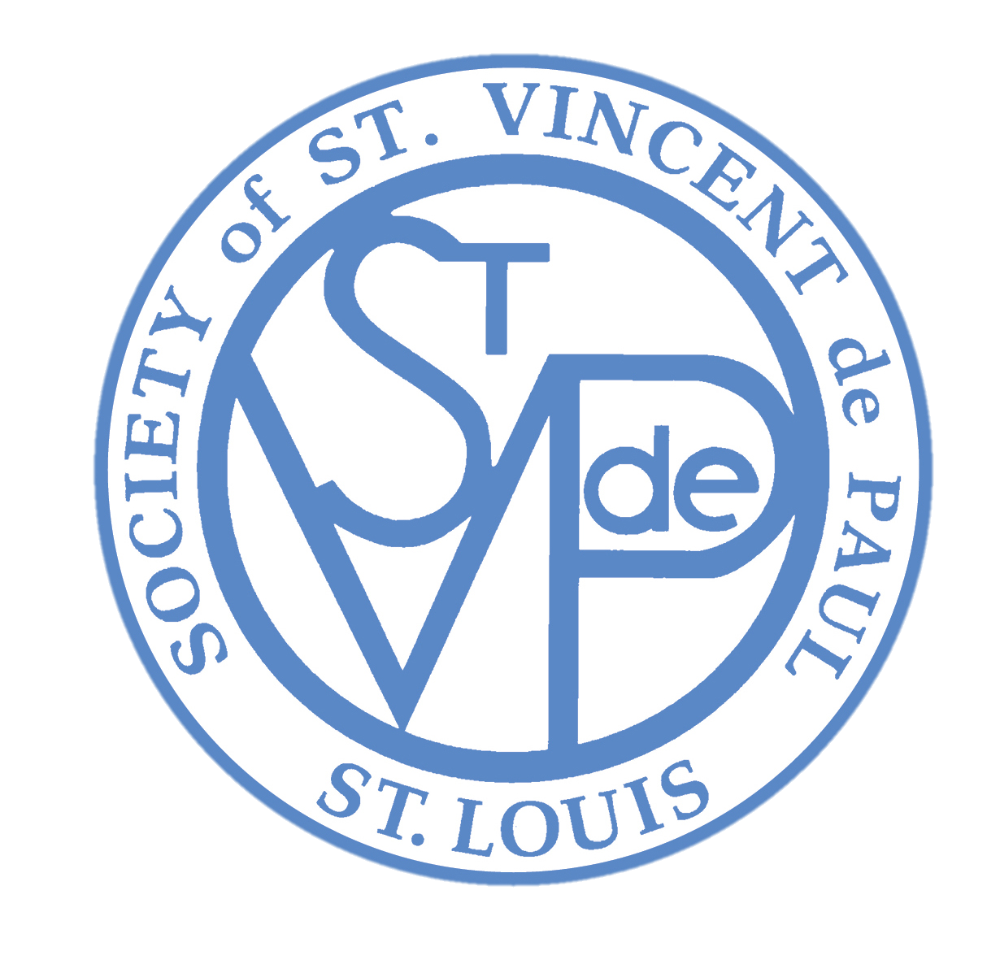 SOCIETY of ST. VINCENT de PAUL
ST
V de P
ST. LOUIS